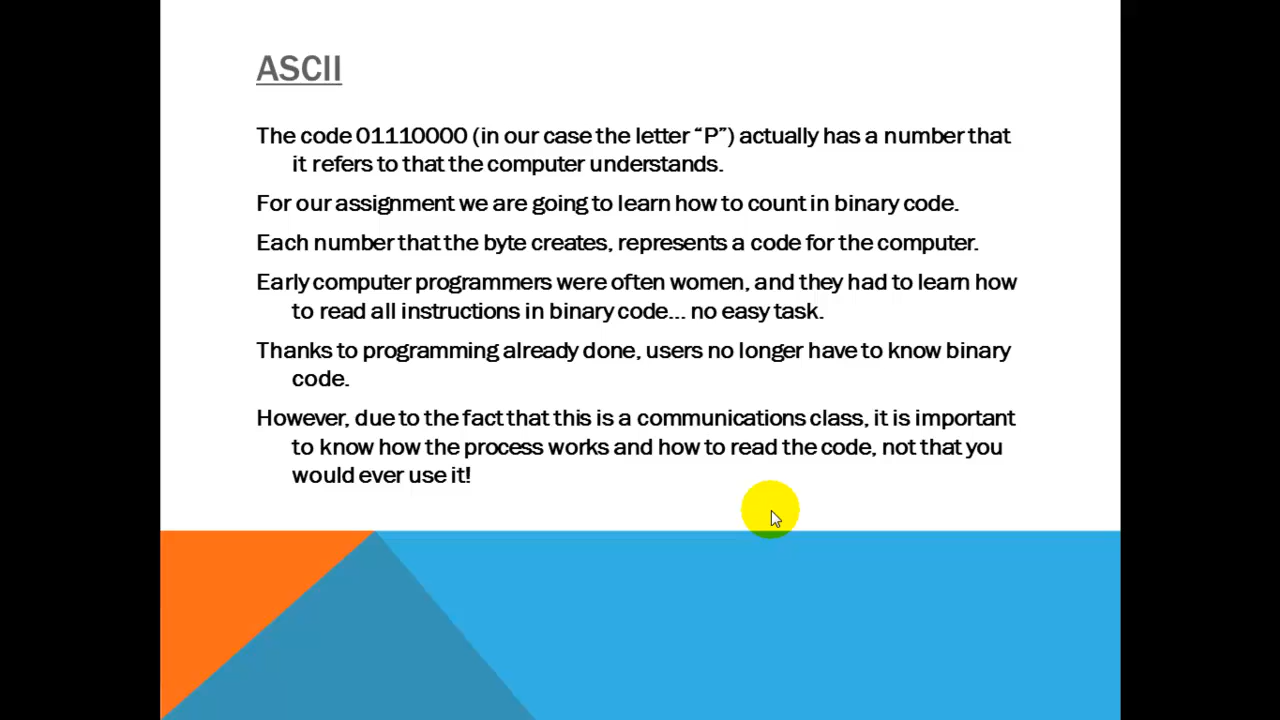 ASCII
The code 01110000 (in our case the letter “P”) actually has a number that
it refers to that the computer understands.
For our assignment we are going to learn how to count in binary code.
Each number that the byte creates, represents a code for the computer.
Early computer programmers were often women, and they had to learn how
to read all instructions in binary code... no easy task.
Thanks to programming already done, users no longer have to know binary
code.
However, due to the fact that this is a communications class, it is important
to know how the process works and how to read the code, not that you
would ever use it!